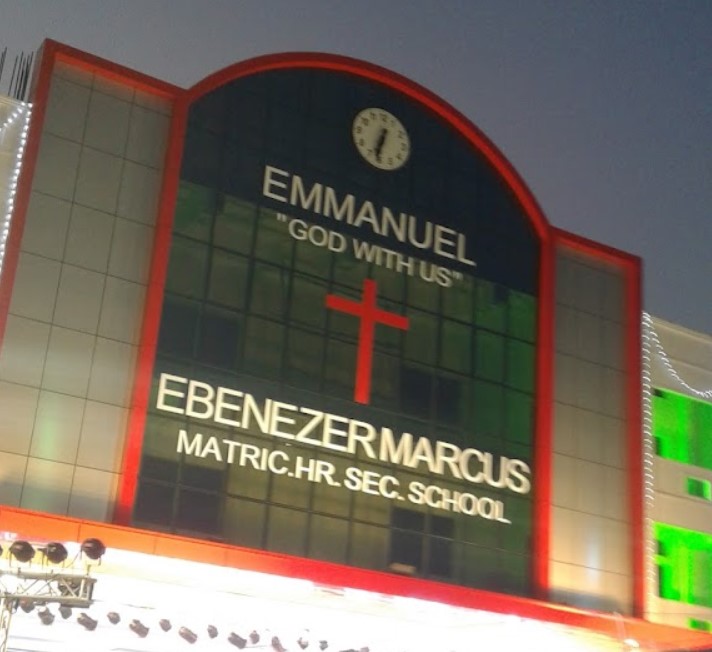 EMMANUEL
"GOD WITH US"
EBENEZER MARCUS
MATRIC.HR. SEC. SCHOOL